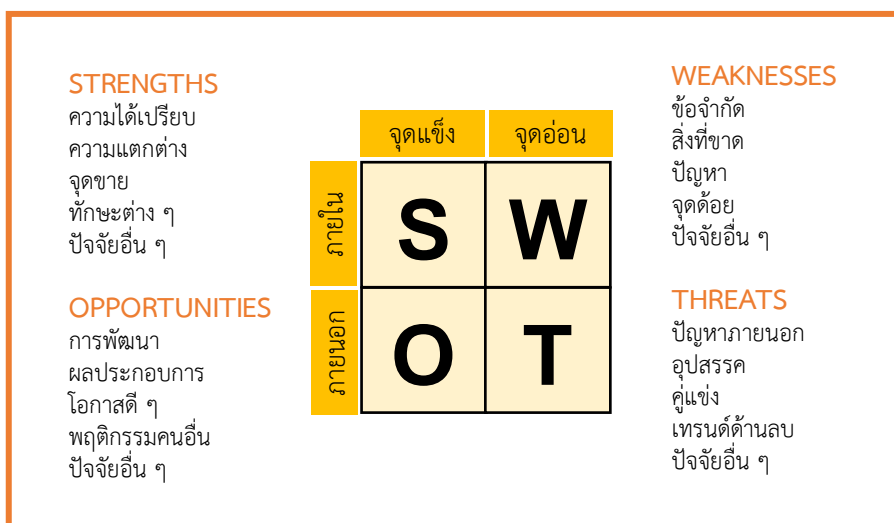 STRENGTHS
ความได้เปรียบ
ความแตกต่าง
จุดขาย
ทักษะต่าง ๆ
ปัจจัยอื่น ๆ
OPPORTUNITIES
การพัฒนา
ผลประกอบการ
โอกาสดี ๆ
พฤติกรรมคนอื่น
ปัจจัยอื่น ๆ
จุดแข็ง จุดอ่อน
ภายใน
S W
ภายนอก
O T
WEAKNESSES
ข้อจำกัด
สิ่งที่ขาด
ปัญหา
จุดด้อย
ปัจจัยอื่น ๆ
THREATS
ปัญหาภายนอก
อุปสรรค
คู่แข่ง
เทรนด์ด้านลบ
ปัจจัยอื่น ๆ